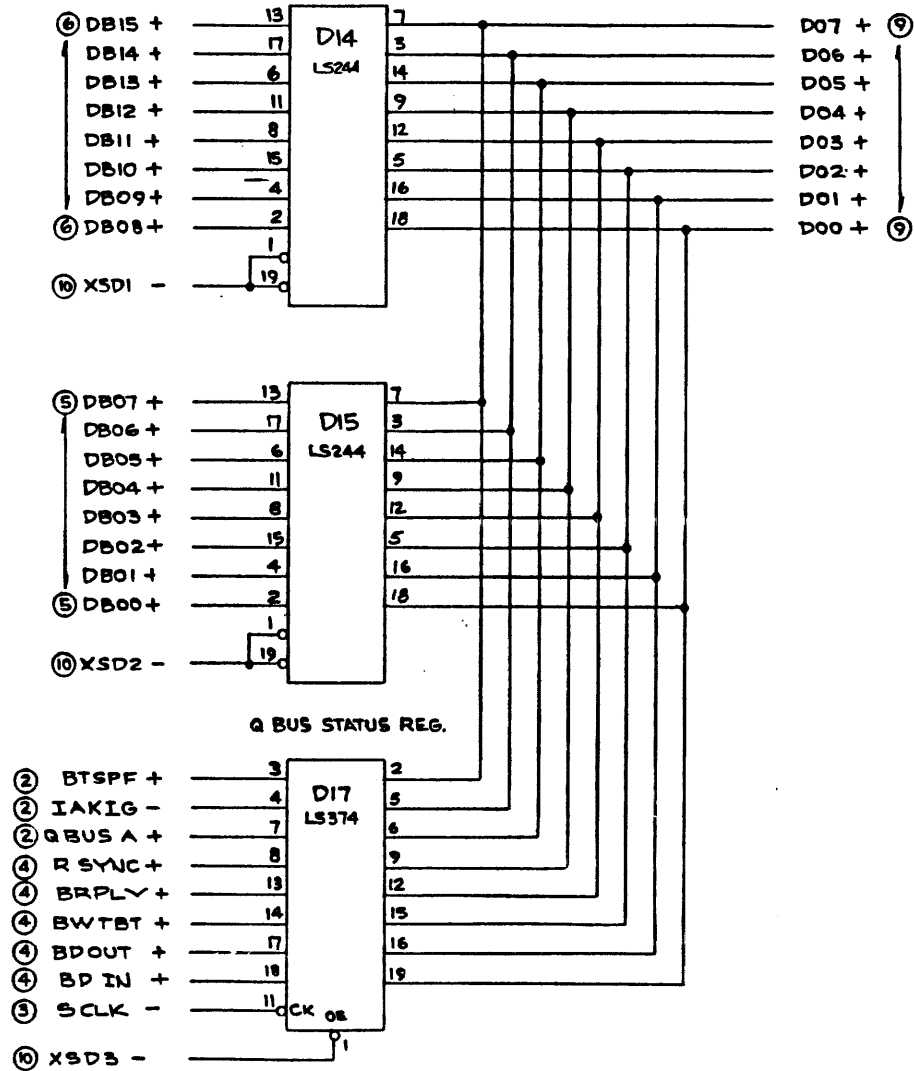 ⑥ DB15 + 13 D14 7 D07 + ⑨
DB14 + 17 LS244 3 D06 +
DB13 + 6 14 D05 +
DB12 + 11 9 D04 +
DB11 + 8 12 D03 +
DB10 + 15 5 D02 +
DB09 + 4 16 D01 +
⑥ DB08 + 2 18 D00 + ⑨
1
⑩ XSD1 - 19
⑤ DB07 + 13 D15 7
DB06 + 17 LS244 3
DB05 + 6 14
DB04 + 11 9
DB03 + 8 12
DB02 + 15 5
DB01 + 4 16
⑤ DB00 + 2 18
1
⑩ XSD2 - 19
Q BUS STATUS REG.
② BTSPF + 3 D17 2
② IAKIG - 4 LS374 5
② QBUS A + 7 6
④ R SYNC + 8 9
④ BRPLY + 13 12
④ BWTBT + 14 15
④ BDOUT + 17 16
④ BD IN + 18 19
③ SCLK - 11 CK OE
⑩ XSD3 - 1